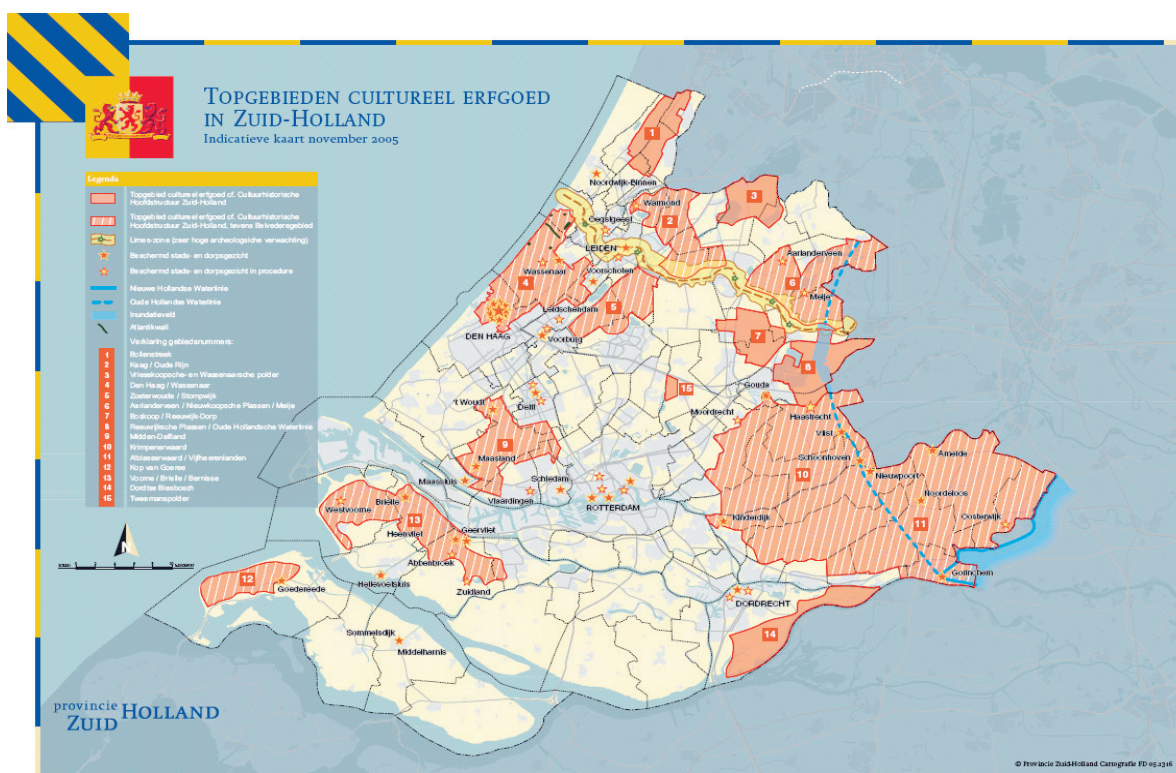 TOPGEBIEDEN CULTUREEL ERFGOED
IN ZUID-HOLLAND
Indicatieve kaart november 2005
Legenda
Topgebied cultureel erfgoed cf. Cultuurhistorische
Hoofdstructuur Zuid-Holland
Topgebied cultureel erfgoed cf. Cultuurhistorische
Hoofdstructuur Zuid-Holland, tevens Belvederegebied
Limes-zone (zeer hoge archeologische verwachting)
Beschermd stads- en dorpsgezicht
Beschermd stads- en dorpsgezicht in procedure
Nieuwe Hollandse Waterlinie
Oude Hollandse Waterlinie
Inundatieveld
Atlantikwall
Verklaring gebiedsnummers:
1 Bollenstreek
2 Kaag / Oude Rijn
3 Vriesekoopsche- en Wassenaarsche polder
4 Den Haag / Wassenaar
5 Zoeterwoude / Stompwijk
6 Aarlanderveen / Nieuwkoopsche Plassen / Meije
7 Boskoop / Reeuwijk-Dorp
8 Reeuwijkse Plassen / Oude Hollandsche Waterlinie
9 Midden-Delfland
10 Krimpenerwaard
11 Alblasserwaard / Vijfheerenlanden
12 Kop van Goeree
13 Voorne / Brielle / Bernisse
14 Dordtse Biesbosch
15 Tweemanspolder
1
Noordwijk-Binnen
Warmond
2
3
Oegstgeest
LEIDEN
Aarlanderveen
Wassenaar
Voorschoten
4
6
Meije
Leidschendam
5
DEN HAAG
Voorburg
7
8
15
Gouda
't Woudt
Delft
Moordrecht
Haastrecht
Vlist
9
Maasland
Schoonhoven
Ameide
Maassluis
Schiedam
10
Nieuwpoort
Vlaardingen
Noordeloos
Westvoorne
Brielle
ROTTERDAM
13
Kinderdijk
11
Oosterwijk
Heenvliet
Geervliet
Abbenbroek
Gorinchem
12
Goedereede
Hellevoetsluis
Zuidland
DORDRECHT
14
Sommelsdijk
Middelharnis
provincie HOLLAND
ZUID
© Provincie Zuid-Holland Cartografie FD 05.1316